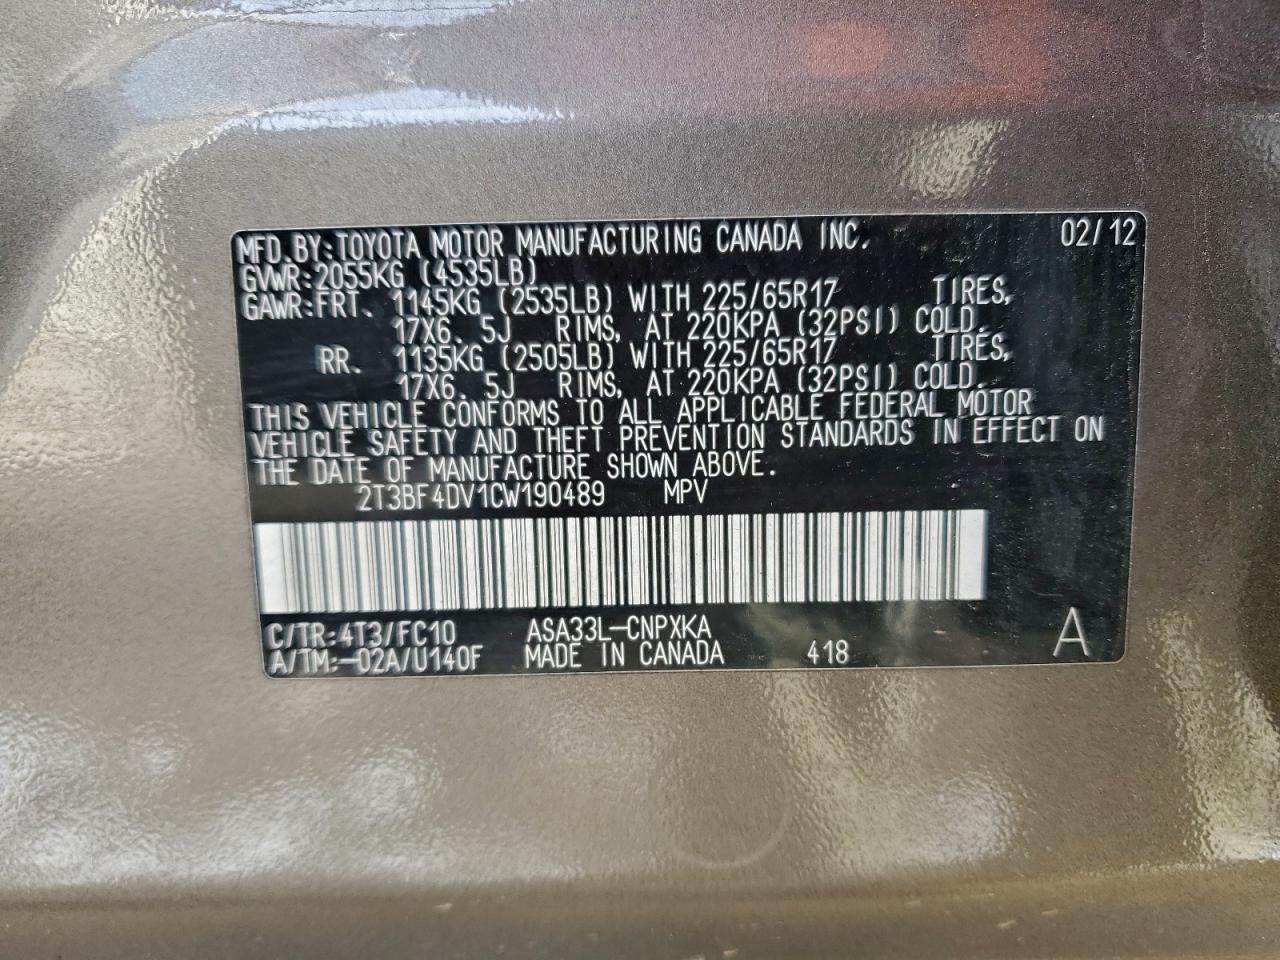 MFD.BY:TOYOTA MOTOR MANUFACTURING CANADA INC. 02/12
GVWR:2055KG (4535LB)
GAWR:FRT. 1145KG (2535LB) WITH 225/65R17 TIRES,
17X6. 5J RIMS, AT 220KPA (32PSI) COLD.
RR. 1135KG (2505LB) WITH 225/65R17 TIRES,
17X6. 5J RIMS, AT 220KPA (32PSI) COLD.
THIS VEHICLE CONFORMS TO ALL APPLICABLE FEDERAL MOTOR
VEHICLE SAFETY AND THEFT PREVENTION STANDARDS IN EFFECT ON
THE DATE OF MANUFACTURE SHOWN ABOVE.
2T3BF4DV1CW190489 MPV
C/TR:4T3/FC10 ASA33L-CNPXKA
A/TM:-02A/U140F MADE IN CANADA 418 A